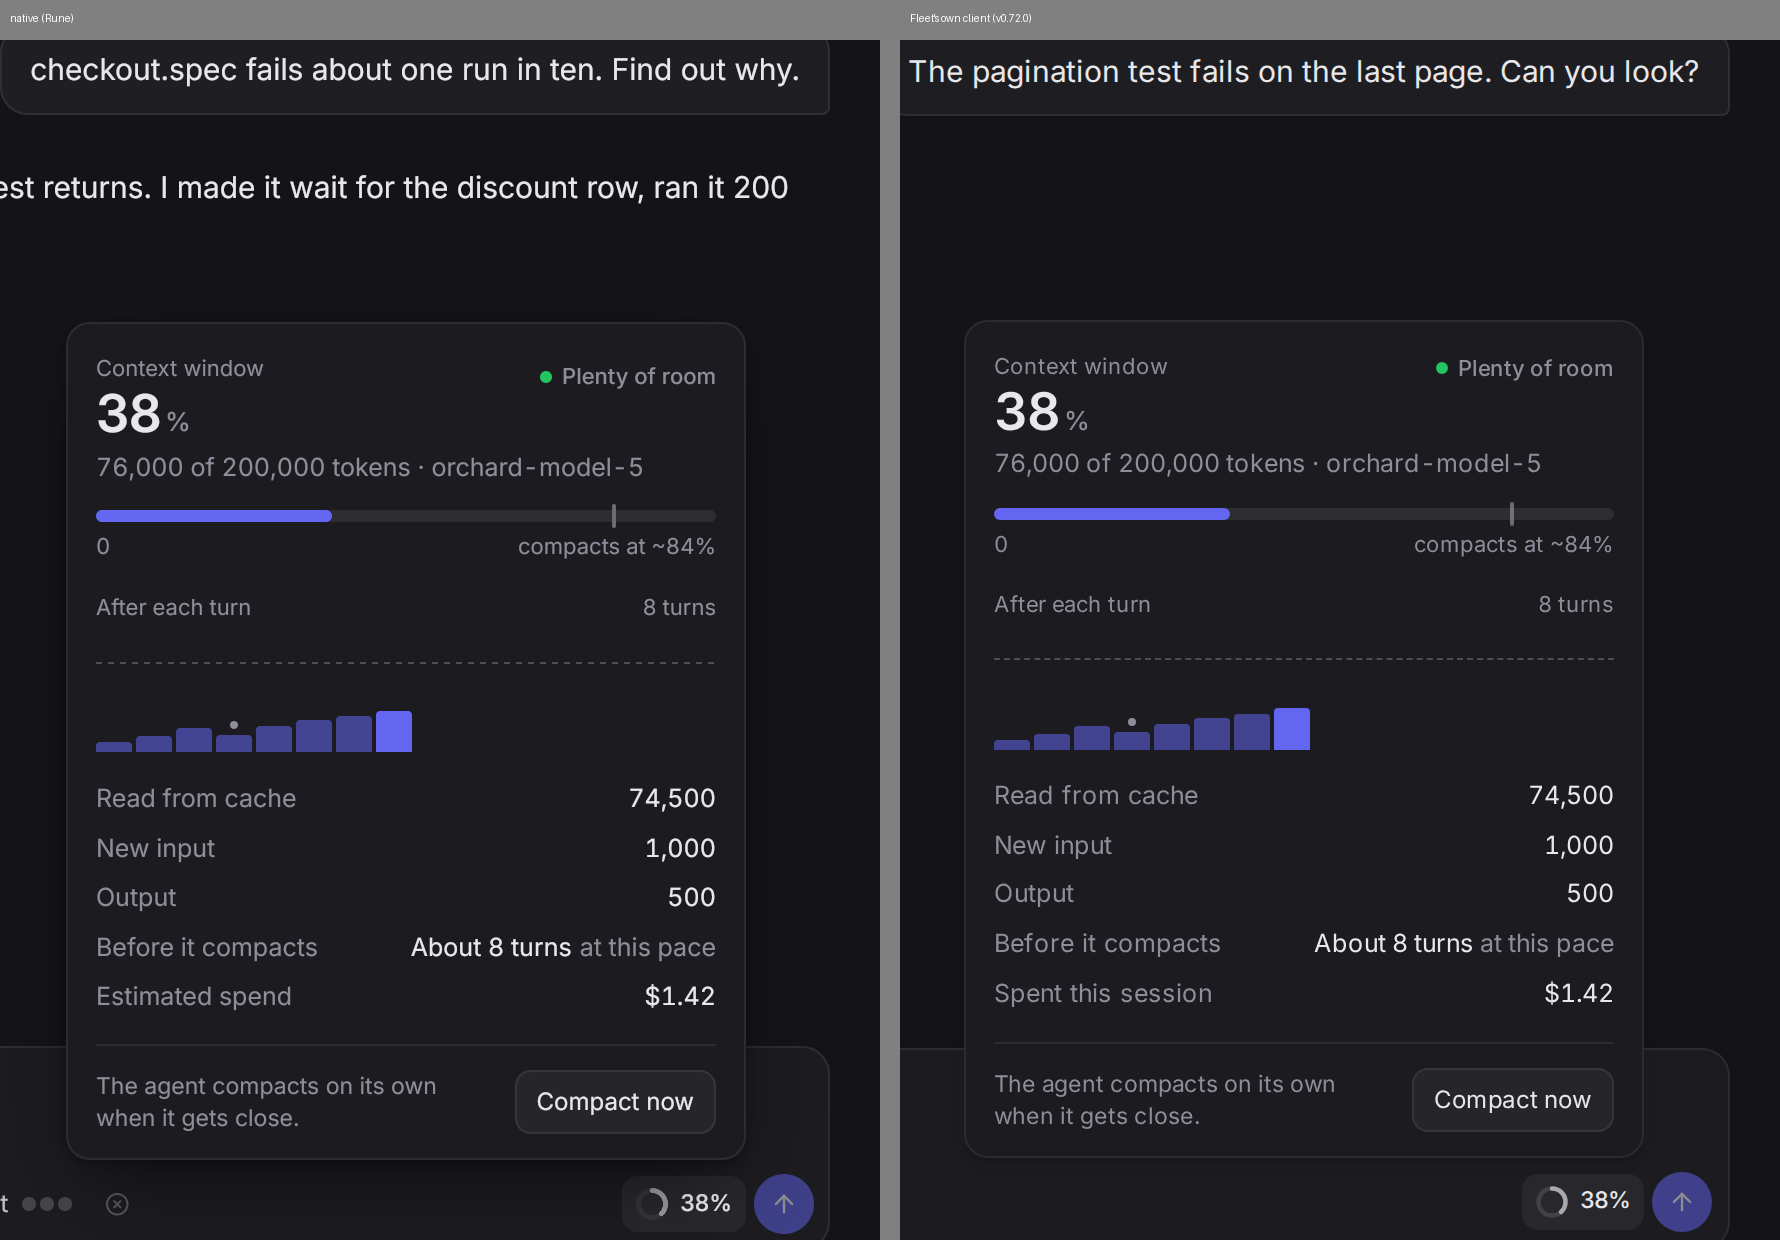 native (Rune)
checkout.spec fails about one run in ten. Find out why.
est returns. I made it wait for the discount row, ran it 200
Context window
Plenty of room
38%
76,000 of 200,000 tokens · orchard-model-5
0
compacts at ~84%
After each turn
8 turns
Read from cache
74,500
New input
1,000
Output
500
Before it compacts
About 8 turns at this pace
Estimated spend
$1.42
The agent compacts on its own
when it gets close.
Compact now
t
38%
Fleet's own client (v0.72.0)
The pagination test fails on the last page. Can you look?
Context window
Plenty of room
38%
76,000 of 200,000 tokens · orchard-model-5
0
compacts at ~84%
After each turn
8 turns
Read from cache
74,500
New input
1,000
Output
500
Before it compacts
About 8 turns at this pace
Spent this session
$1.42
The agent compacts on its own
when it gets close.
Compact now
38%